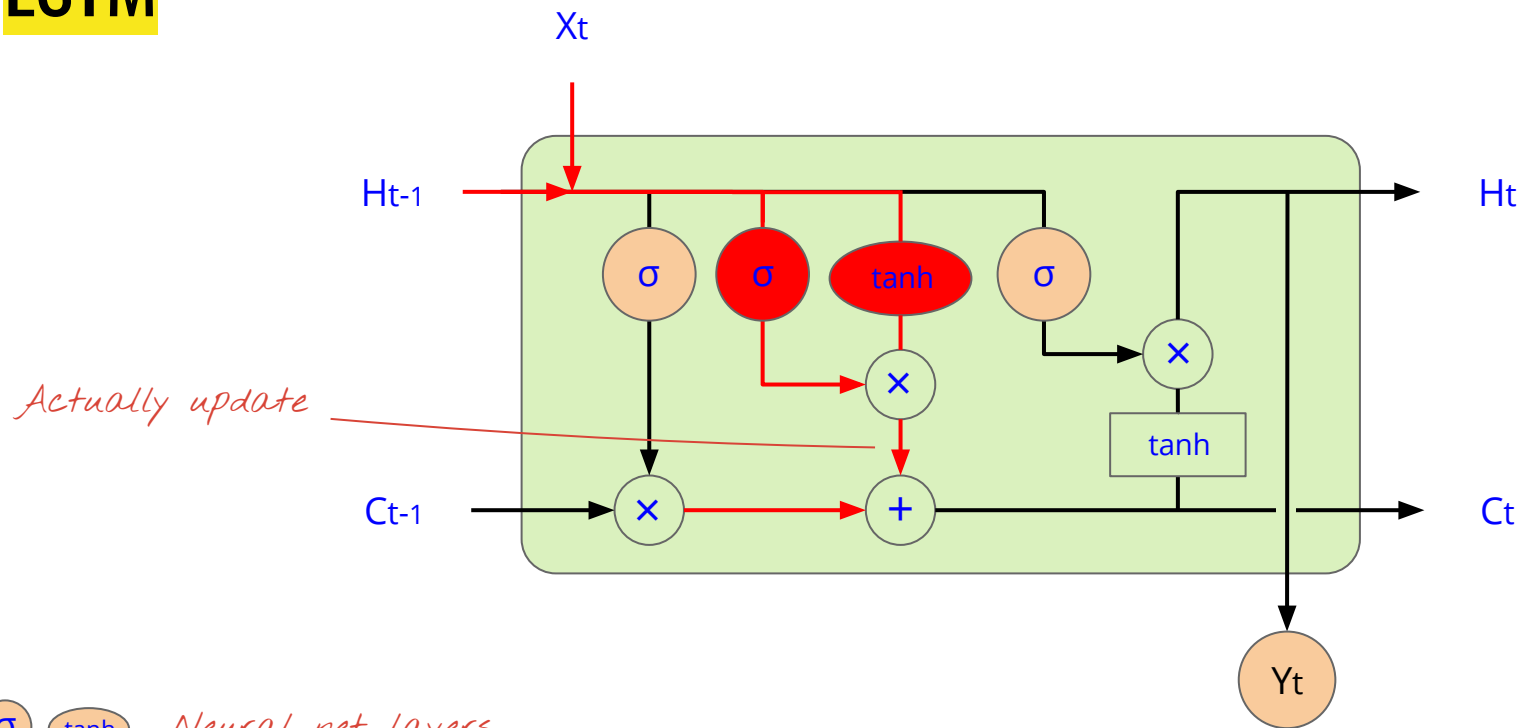 LSTM
Xt
Ht-1
Ht
σ
σ
tanh
σ
×
×
Actually update
tanh
Ct-1
×
+
Ct
Yt
σ
tanh
Neural net layers